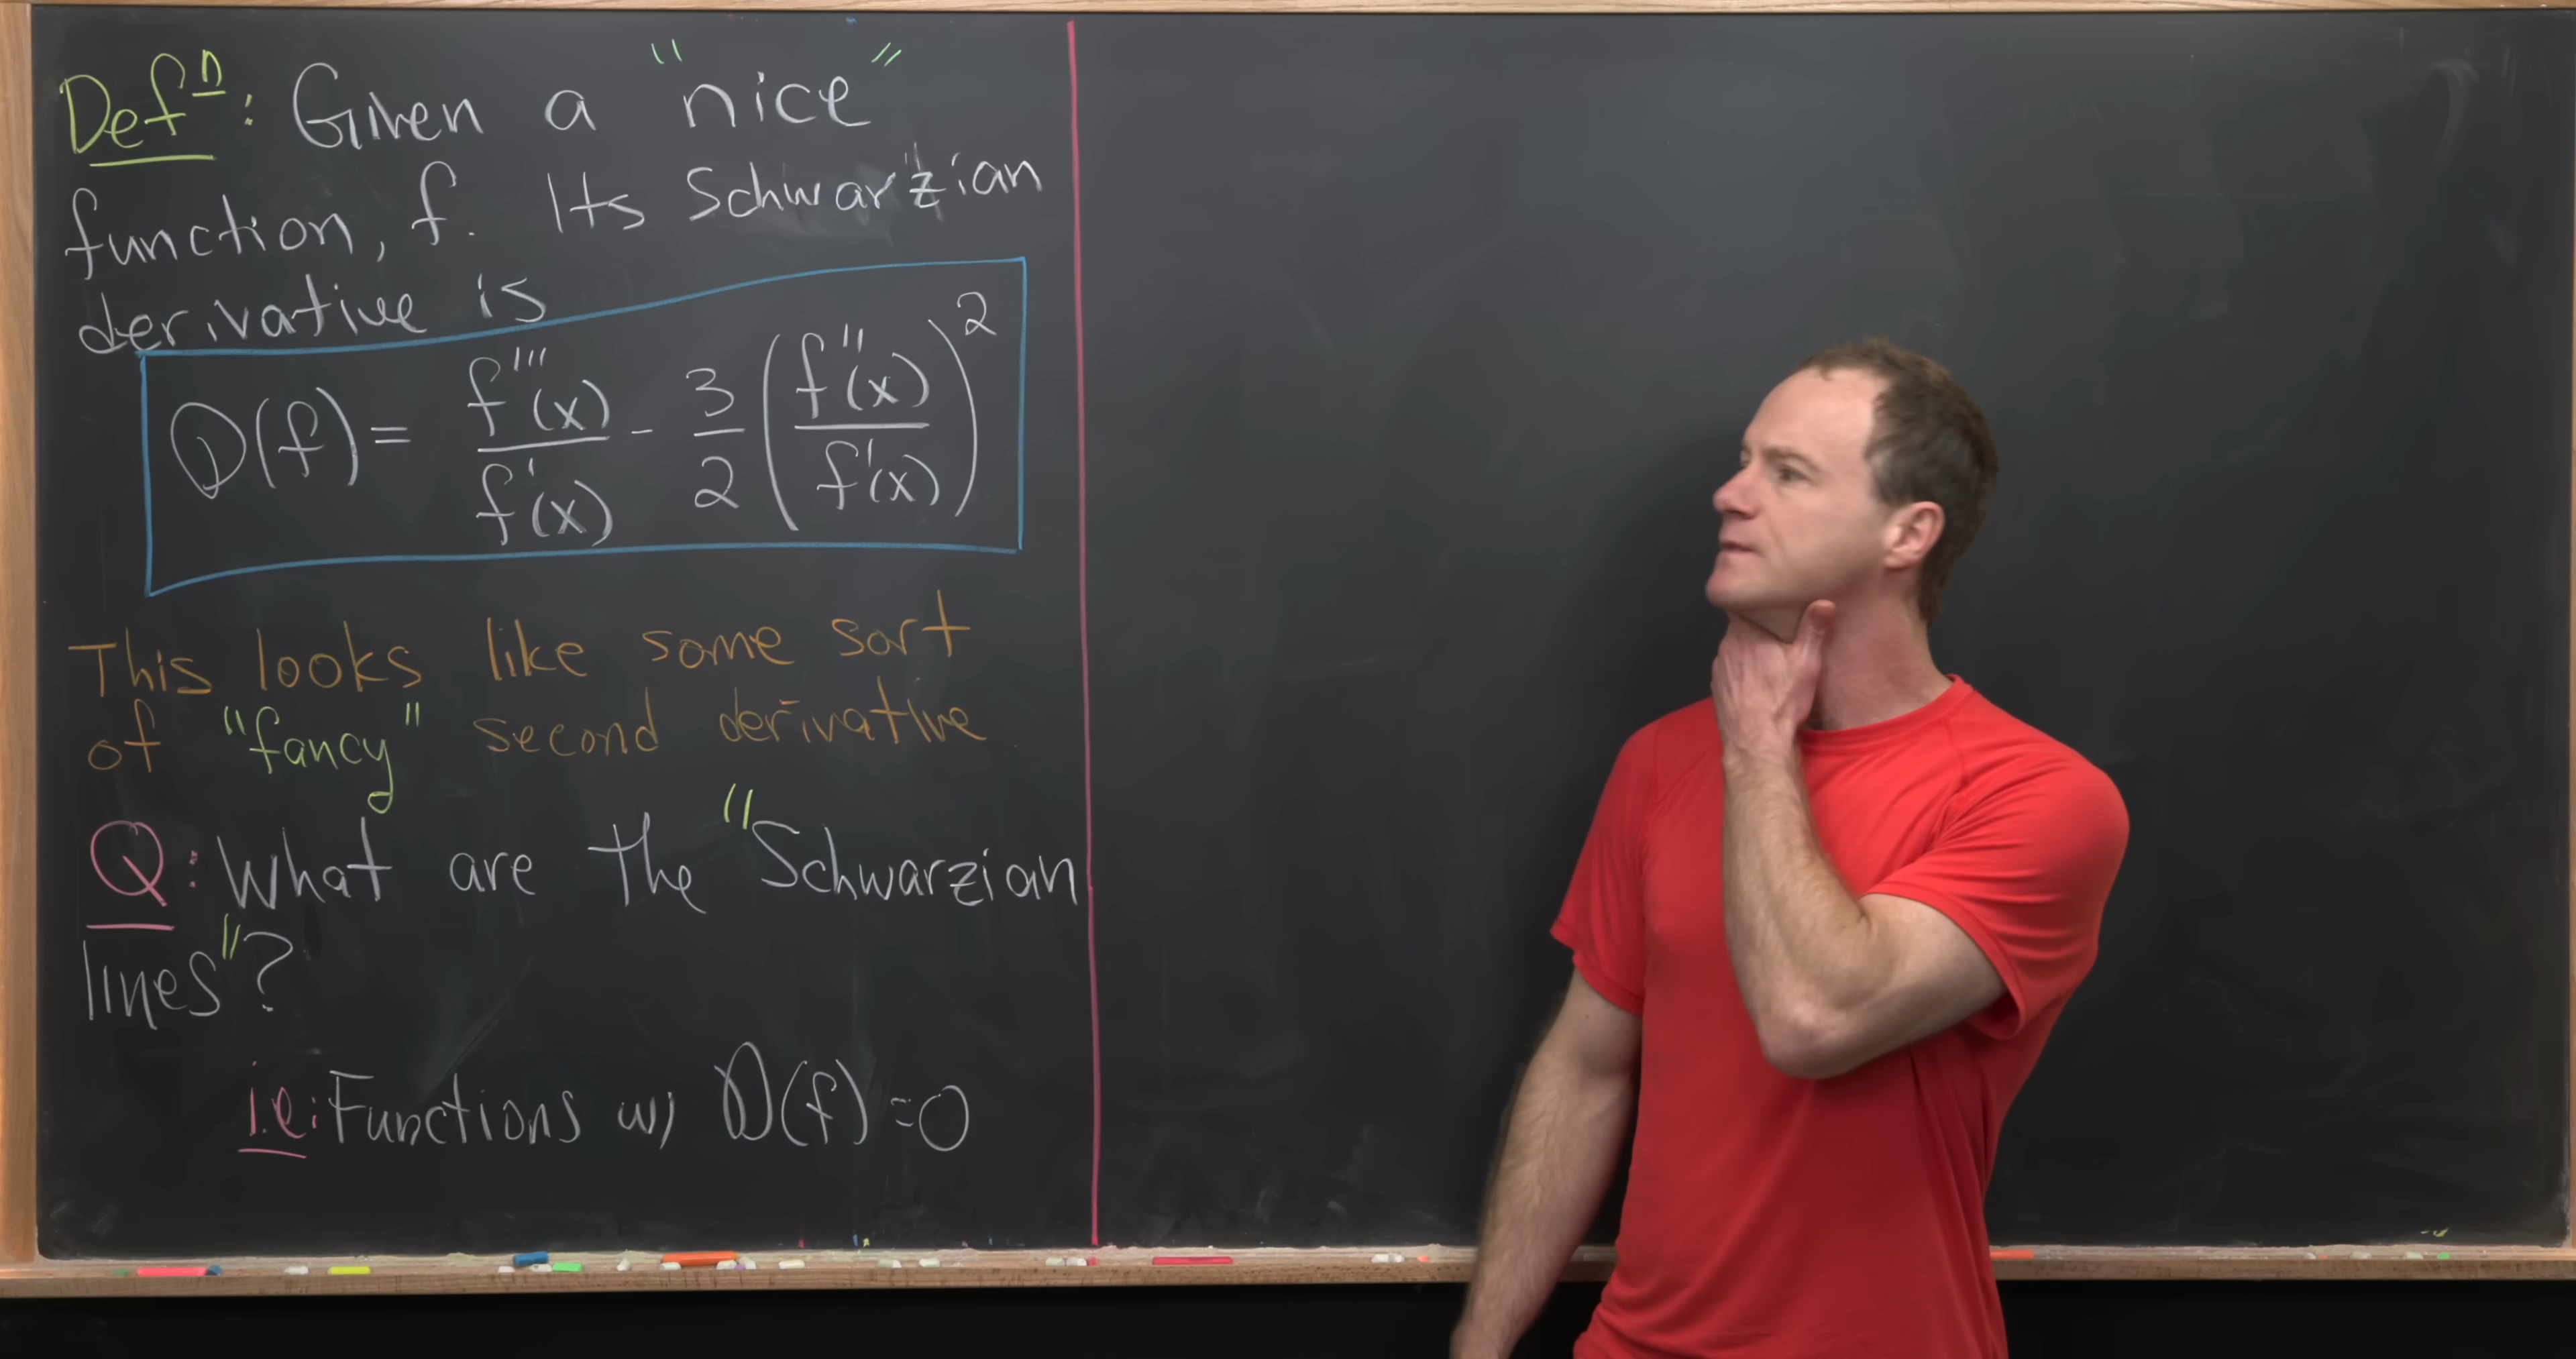 Defⁿ: Given a "nice"
function, f. Its Schwarzian
derivative is
D(f) = f'''(x)/f'(x) - 3/2 (f''(x)/f'(x))²
This looks like some sort
of "fancy" second derivative.
Q: What are the "Schwarzian
lines"?
i.e: Functions w/ D(f)=0